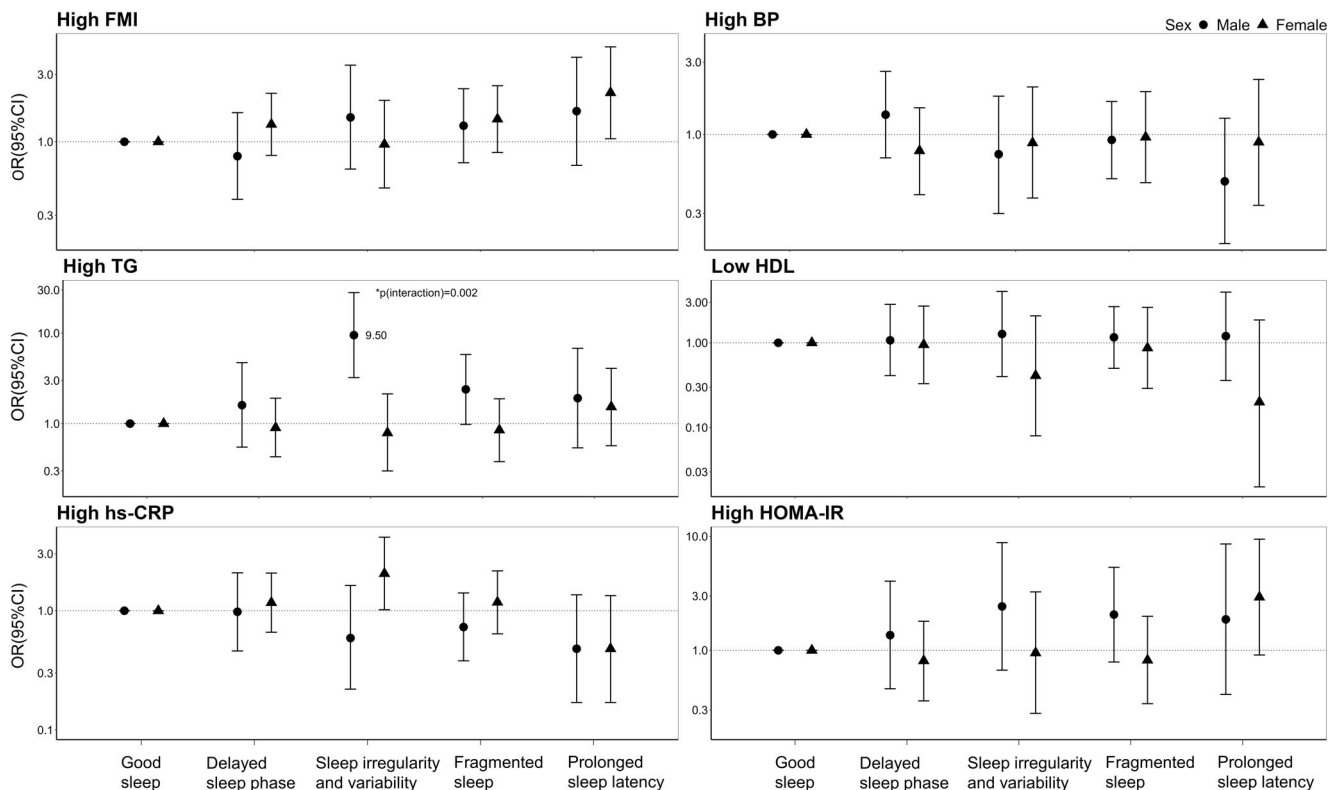 High FMI
OR(95%CI)
3.0
1.0
0.3
High BP
Sex Male Female
3.0
1.0
0.3
High TG
OR(95%CI)
30.0
10.0
3.0
1.0
0.3
*p(interaction)=0.002
9.50
Low HDL
3.00
1.00
0.30
0.10
0.03
High hs-CRP
OR(95%CI)
3.0
1.0
0.3
0.1
Good
sleep
Delayed
sleep phase
Sleep irregularity
and variability
Fragmented
sleep
Prolonged
sleep latency
High HOMA-IR
10.0
3.0
1.0
0.3
Good
sleep
Delayed
sleep phase
Sleep irregularity
and variability
Fragmented
sleep
Prolonged
sleep latency